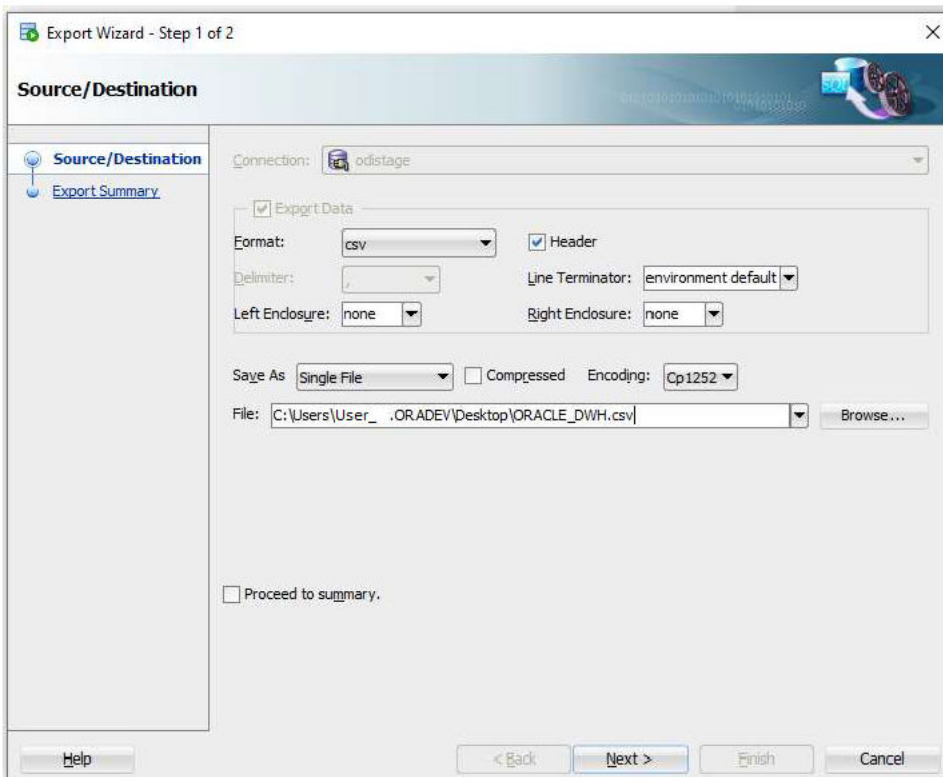 Export Wizard - Step 1 of 2
Source/Destination
Source/Destination
Export Summary
Connection: odistage
Export Data
Format: csv Header
Delimiter: , Line Terminator: environment default
Left Enclosure: none Right Enclosure: none
Save As Single File Compressed Encoding: Cp1252
File: C:\Users\User_ .ORADEV\Desktop\ORACLE_DWH.csv Browse...
Proceed to summary.
Help < Back Next > Finish Cancel